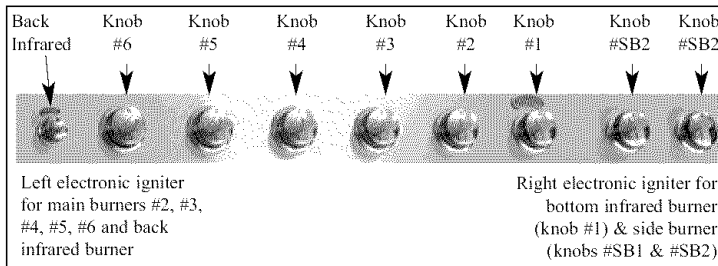 Back Infrared
Knob #6
Knob #5
Knob #4
Knob #3
Knob #2
Knob #1
Knob #SB2
Knob #SB2
Left electronic igniter
for main burners #2, #3,
#4, #5, #6 and back
infrared burner
Right electronic igniter for
bottom infrared burner
(knob #1) & side burner
(knobs #SB1 & #SB2)